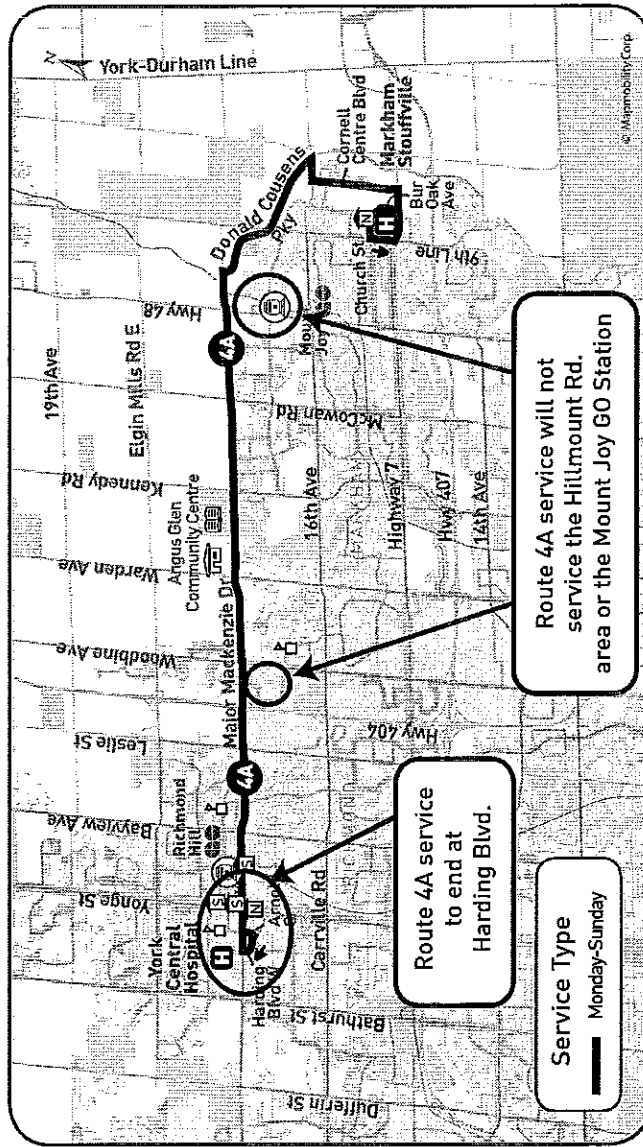 N
York-Durham Line
19th Ave
Elgin Mills Rd E
Hwy 48
Donald Cousens
Pky
Cornell
Centre Blvd
Markham
Stouffville
H
N
Bur
Oak
Ave
Church St
9th Line
4A
Mount
Joy
McCowan Rd
Kennedy Rd
Angus Glen
Community Centre
16th Ave
MARKHAM
Highway 7
Hwy 407
14th Ave
Warden Ave
Major Mackenzie Dr
Woodbine Ave
Leslie St
4A
Hwy 404
Bayview Ave
Richmond
Hill
Yonge St
S
S
S
N
York
Central
Hospital
H
Harding
Blvd W
Carrville Rd
Bathurst St
Dufferin St
Route 4A service will not
service the Hillmount Rd.
area or the Mount Joy GO Station
Route 4A service
to end at
Harding Blvd.
Service Type
Monday-Sunday
© Mapmobility Corp.